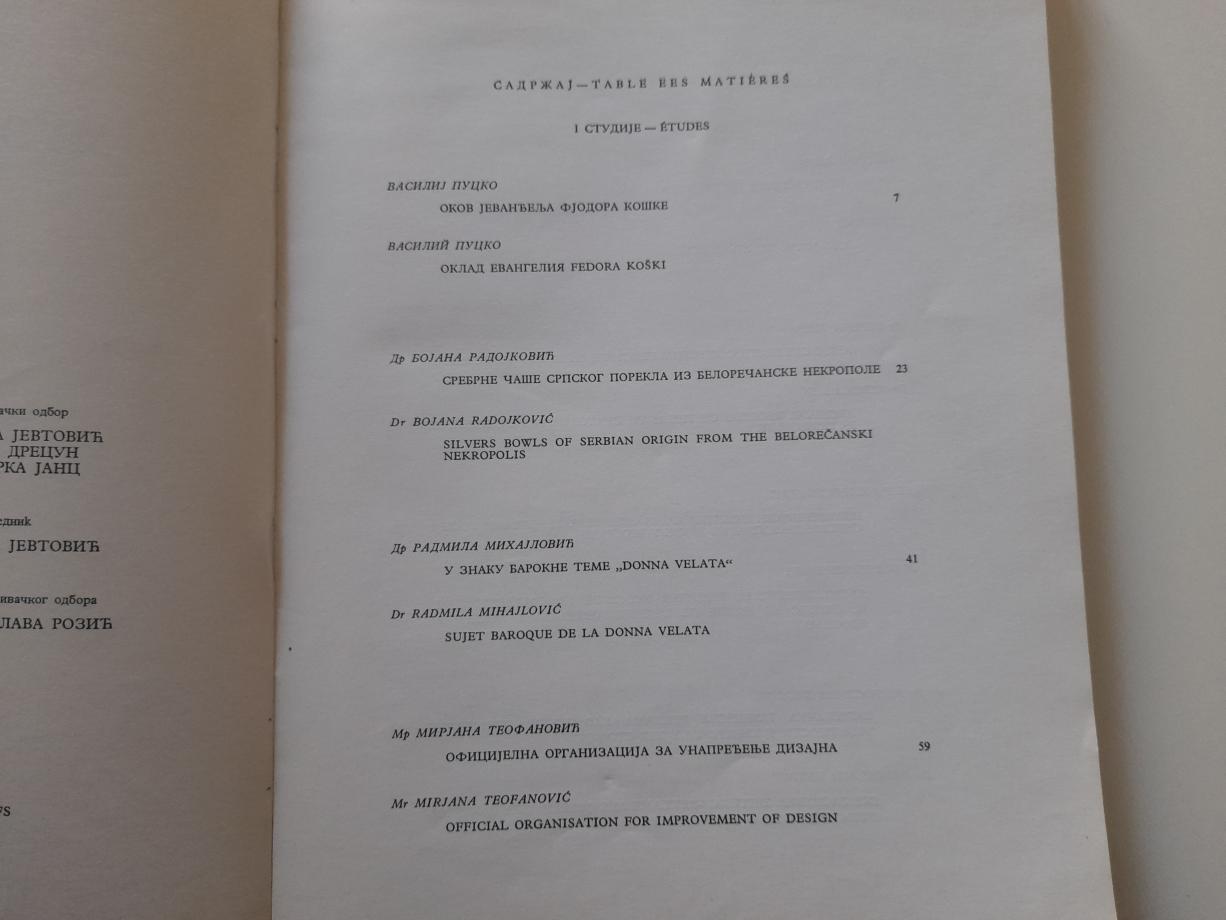 САДРЖАЈ — TABLE EES MATIÈREŠ
I СТУДИЈЕ — ÉTUDES
ВАСИЛИЈ ПУЦКО
ОКОВ ЈЕВАНЂЕЉА ФЈОДОРА КОШКЕ 7
ВАСИЛИЙ ПУЦКО
ОКЛАД ЕВАНГЕЛИЯ FEDORA KOŠKI
Др БОЈАНА РАДОЈКОВИЋ
СРЕБРНЕ ЧАШЕ СРПСКОГ ПОРЕКЛА ИЗ БЕЛОРЕЧАНСКЕ НЕКРОПОЛЕ 23
Dr BOJANA RADOJKOVIĆ
SILVERS BOWLS OF SERBIAN ORIGIN FROM THE BELOREČANSKI
NEKROPOLIS
Др РАДМИЛА МИХАЈЛОВИЋ
У ЗНАКУ БАРОКНЕ ТЕМЕ „DONNA VELATA“ 41
Dr RADMILA MIHAJLOVIĆ
SUJET BAROQUE DE LA DONNA VELATA
Мр МИРЈАНА ТЕОФАНОВИЋ
ОФИЦИЈЕЛНА ОРГАНИЗАЦИЈА ЗА УНАПРЕЂЕЊЕ ДИЗАЈНА 59
Mr MIRJANA TEOFANOVIĆ
OFFICIAL ORGANISATION FOR IMPROVEMENT OF DESIGN
одбор
ЈЕВТОВИЋ
ДРЕЦУН
ЈАНЦ
ЈЕВТОВИЋ
одбора
РОЗИЋ